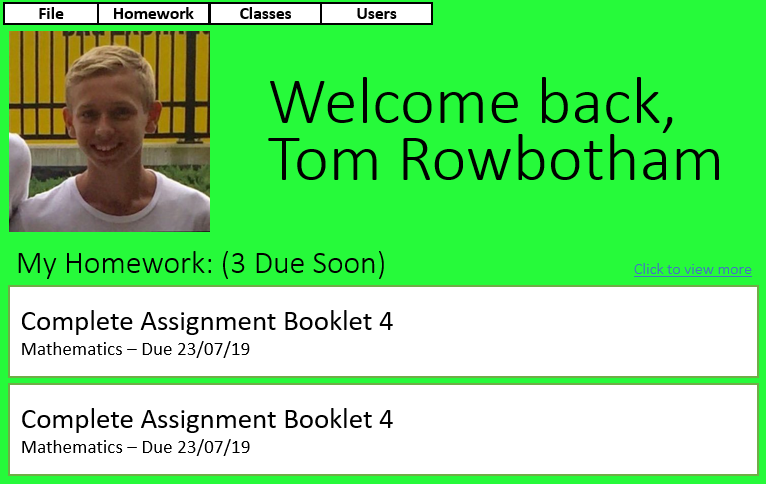 File Homework Classes Users
Welcome back,
Tom Rowbotham
My Homework: (3 Due Soon)
Click to view more
Complete Assignment Booklet 4
Mathematics – Due 23/07/19
Complete Assignment Booklet 4
Mathematics – Due 23/07/19